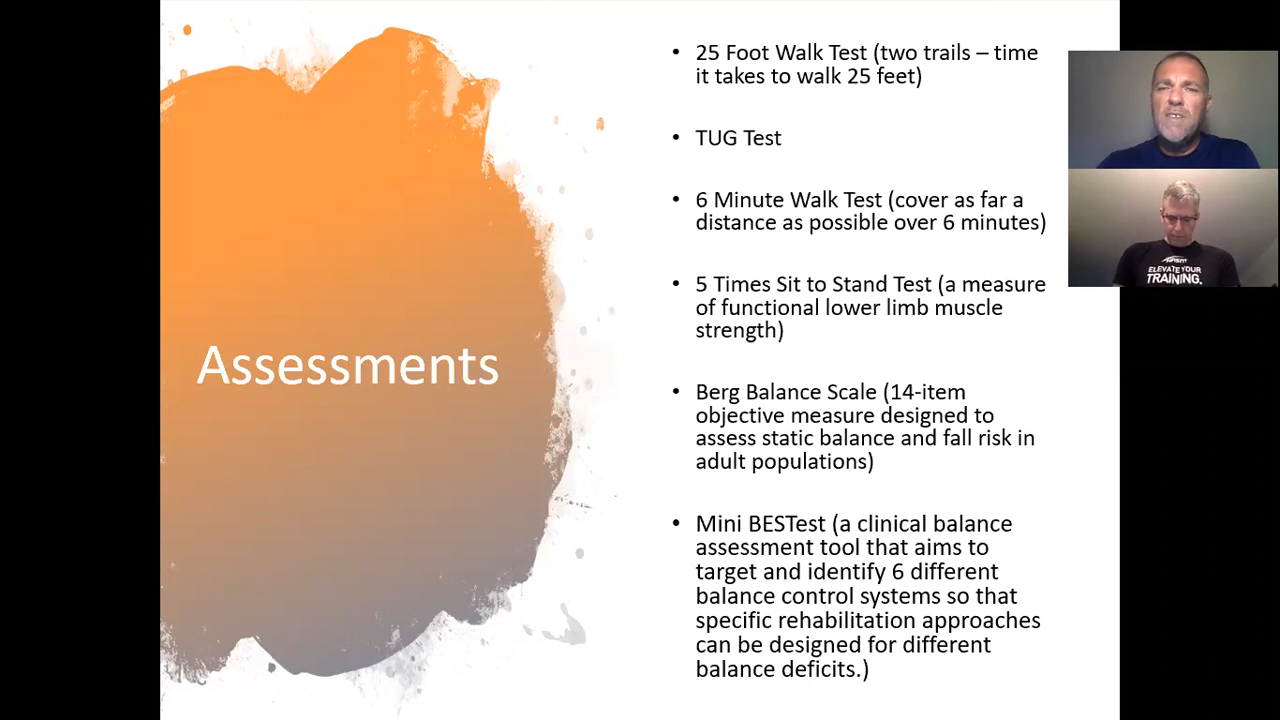 Assessments
• 25 Foot Walk Test (two trails – time
it takes to walk 25 feet)
• TUG Test
• 6 Minute Walk Test (cover as far a
distance as possible over 6 minutes)
• 5 Times Sit to Stand Test (a measure
of functional lower limb muscle
strength)
• Berg Balance Scale (14-item
objective measure designed to
assess static balance and fall risk in
adult populations)
• Mini BESTest (a clinical balance
assessment tool that aims to
target and identify 6 different
balance control systems so that
specific rehabilitation approaches
can be designed for different
balance deficits.)
ELEVATE YOUR
TRAINING.